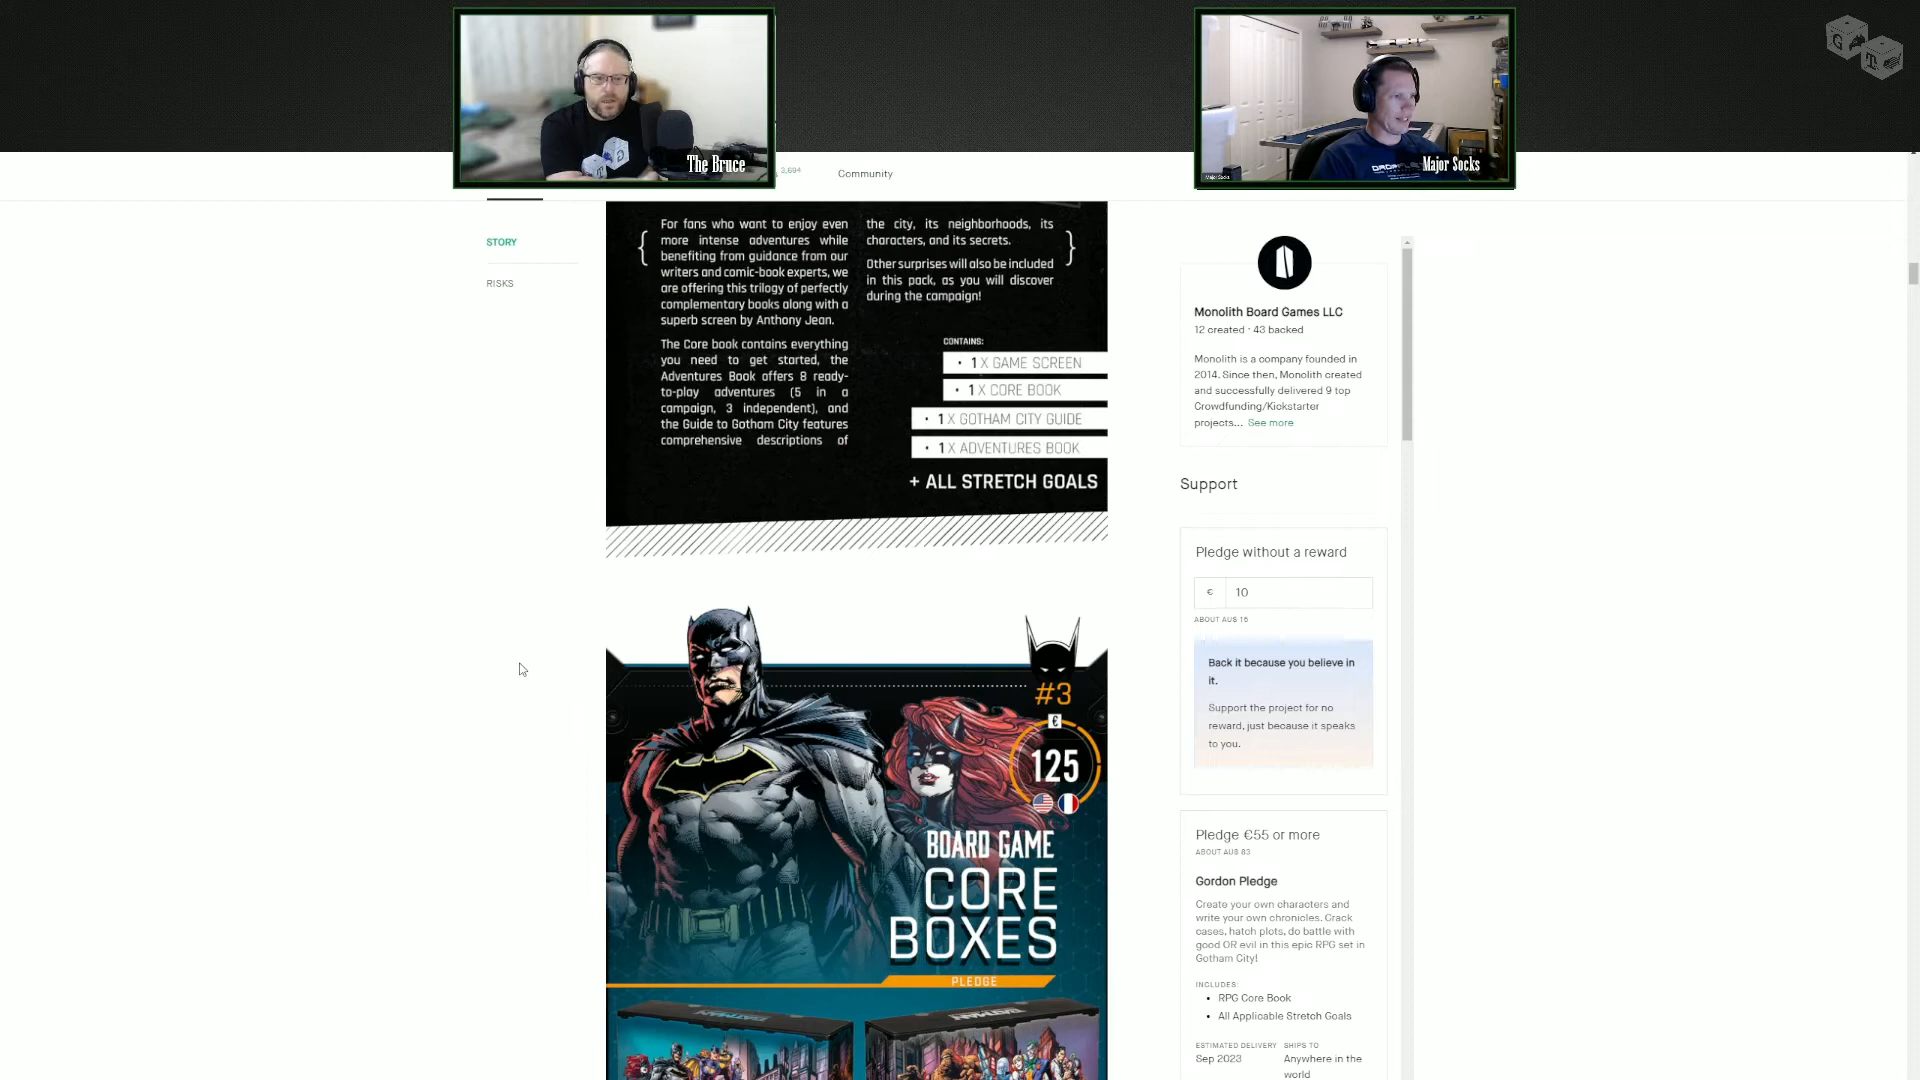 The Bruce
Major Socks
Major Socks
G
T
3,694
Community
STORY
RISKS
For fans who want to enjoy even
more intense adventures while
benefiting from guidance from our
writers and comic-book experts, we
are offering this trilogy of perfectly
complementary books along with a
superb screen by Anthony Jean.
The Core book contains everything
you need to get started, the
Adventures Book offers 8 ready-
to-play adventures (5 in a
campaign, 3 independent), and
the Guide to Gotham City features
comprehensive descriptions of
the city, its neighborhoods, its
characters, and its secrets.
Other surprises will also be included
in this pack, as you will discover
during the campaign!
CONTAINS:
• 1 X GAME SCREEN
• 1 X CORE BOOK
• 1 X GOTHAM CITY GUIDE
• 1 X ADVENTURES BOOK
+ ALL STRETCH GOALS
#3
€
125
BOARD GAME
CORE
BOXES
PLEDGE
BATMAN
BATMAN
Monolith Board Games LLC
12 created · 43 backed
Monolith is a company founded in
2014. Since then, Monolith created
and successfully delivered 9 top
Crowdfunding/Kickstarter
projects... See more
Support
Pledge without a reward
€ 10
ABOUT AU$ 16
Back it because you believe in
it.
Support the project for no
reward, just because it speaks
to you.
Pledge €55 or more
ABOUT AU$ 83
Gordon Pledge
Create your own characters and
write your own chronicles. Crack
cases, hatch plots, do battle with
good OR evil in this epic RPG set in
Gotham City!
INCLUDES:
• RPG Core Book
• All Applicable Stretch Goals
ESTIMATED DELIVERY SHIPS TO
Sep 2023 Anywhere in the
world